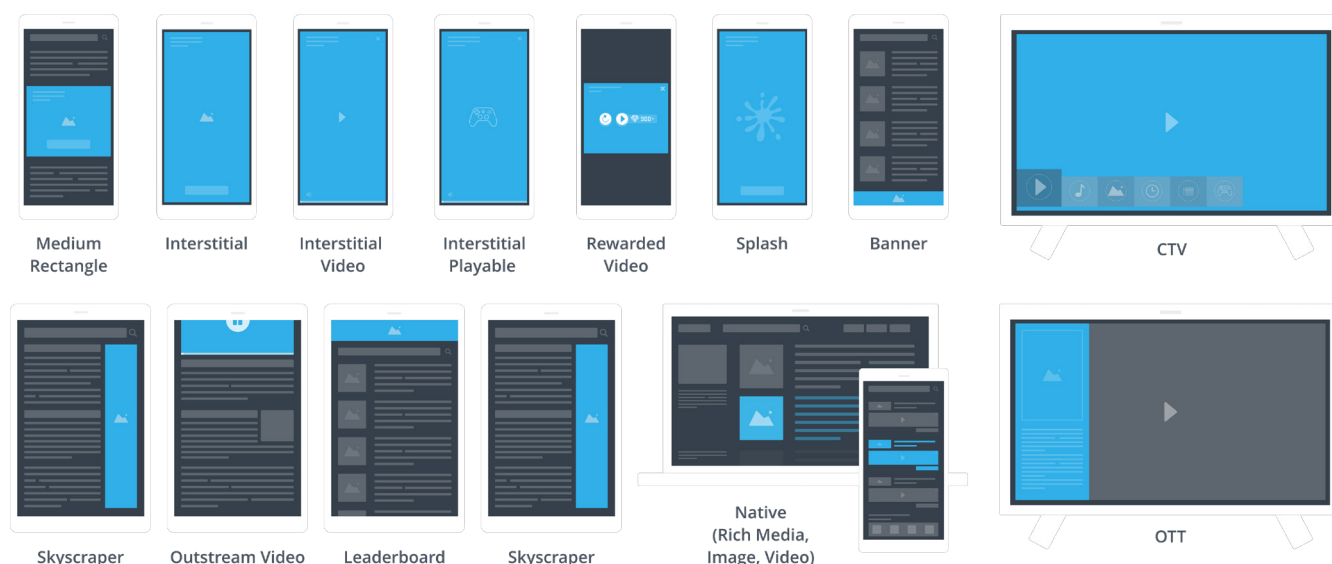 Medium
Rectangle
Interstitial
Interstitial
Video
Interstitial
Playable
Rewarded
Video
Splash
Banner
CTV
Skyscraper
Outstream Video
Leaderboard
Skyscraper
Native
(Rich Media,
Image, Video)
OTT